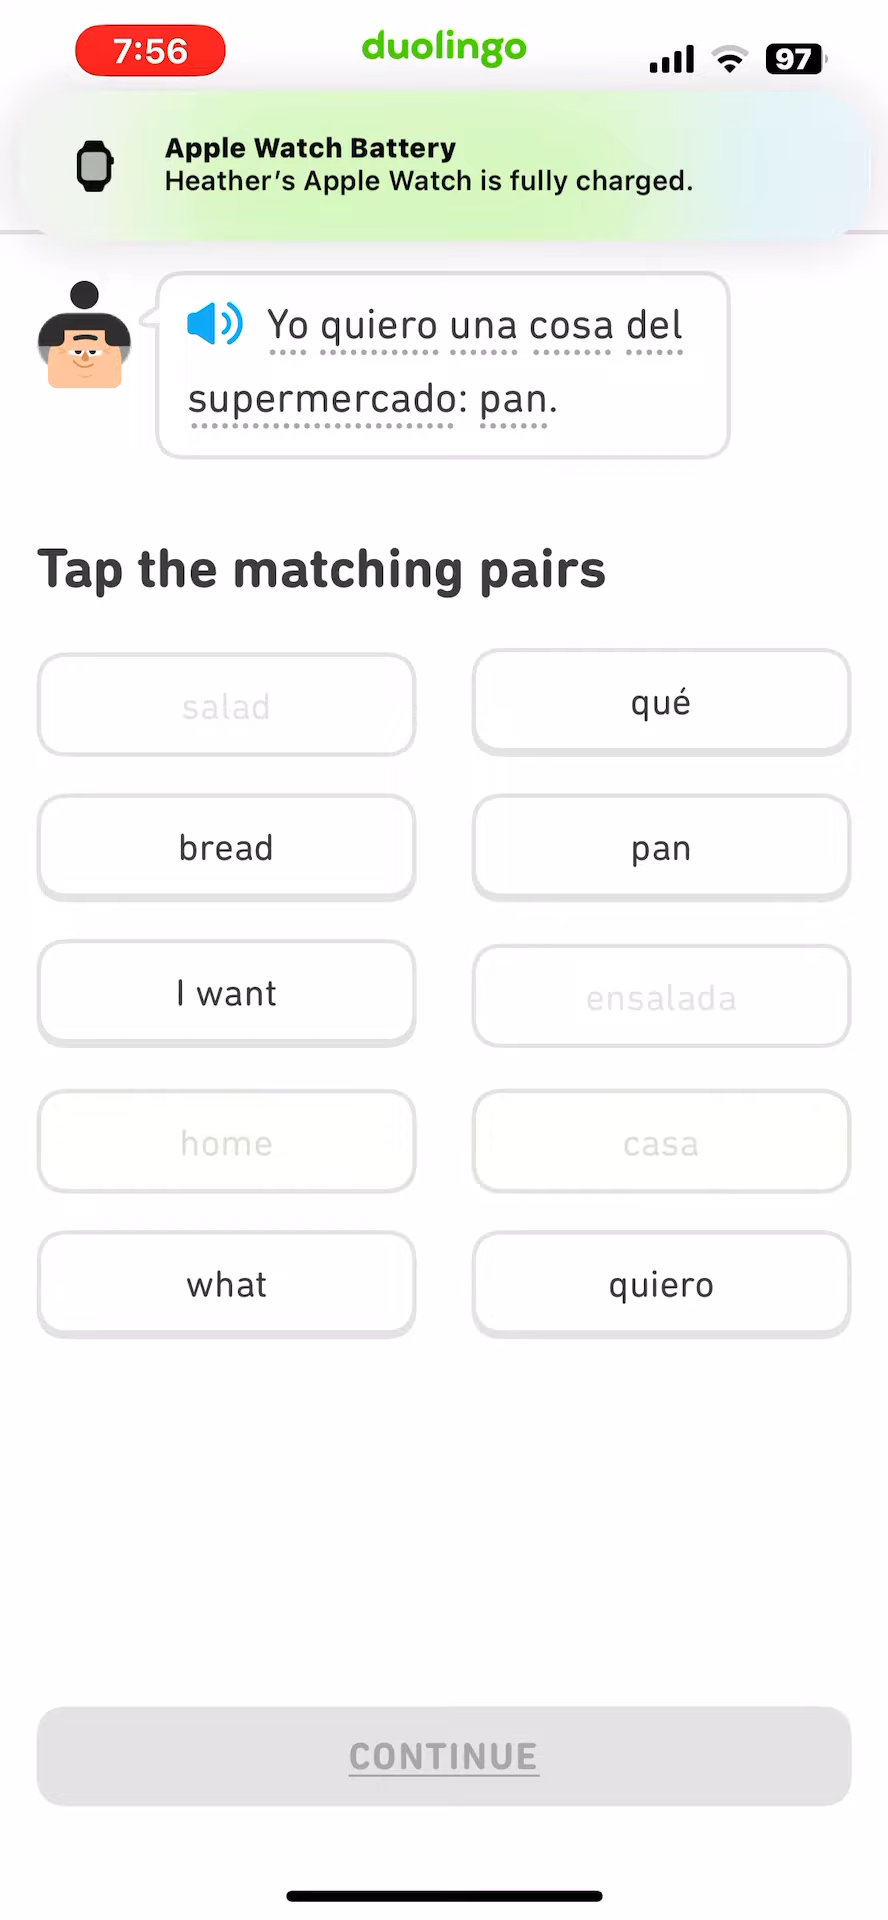 7:56
duolingo
97
Apple Watch Battery
Heather's Apple Watch is fully charged.
Yo quiero una cosa del
supermercado: pan.
Tap the matching pairs
salad
qué
bread
pan
I want
ensalada
home
casa
what
quiero
CONTINUE